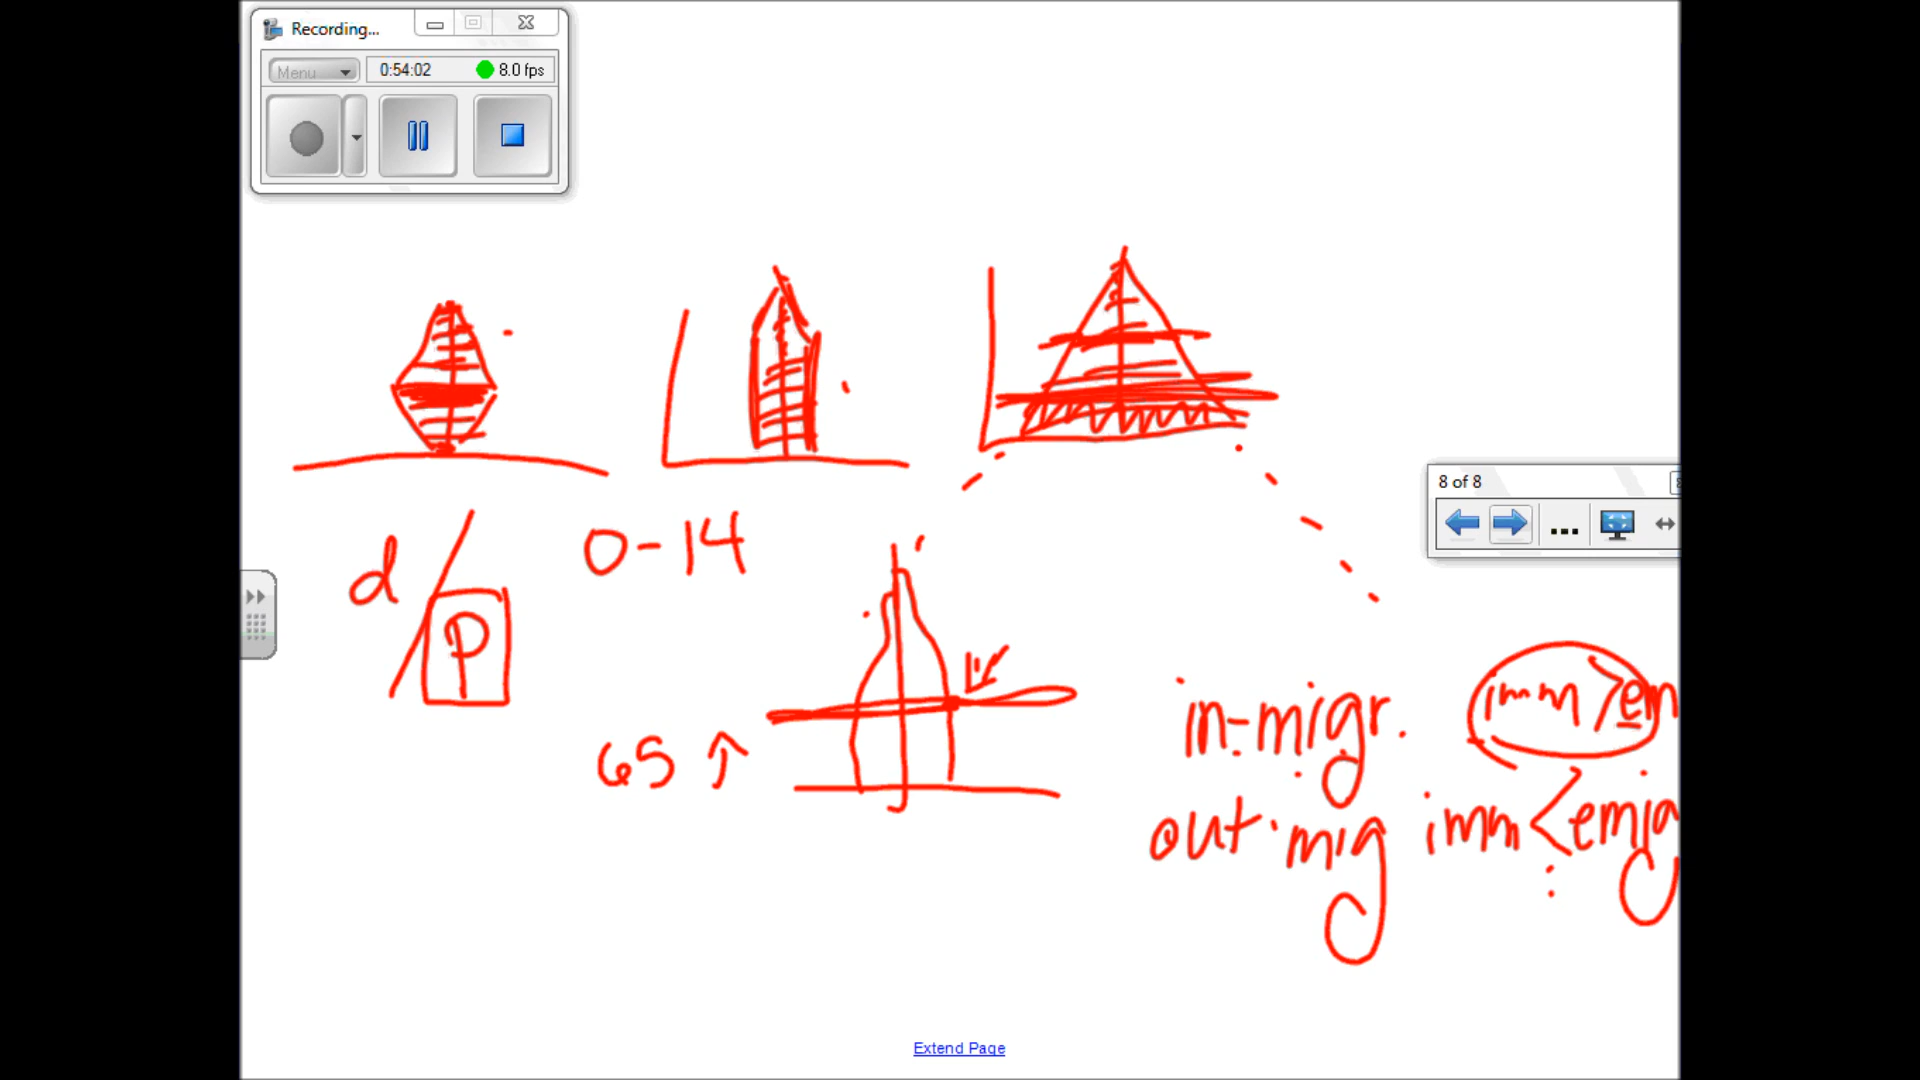 Recording...
Menu
0:54:02
8.0 fps
8 of 8
...
d/P
0-14
65 ↑
in-migr.
imm > em
out.mig
imm < emig
Extend Page